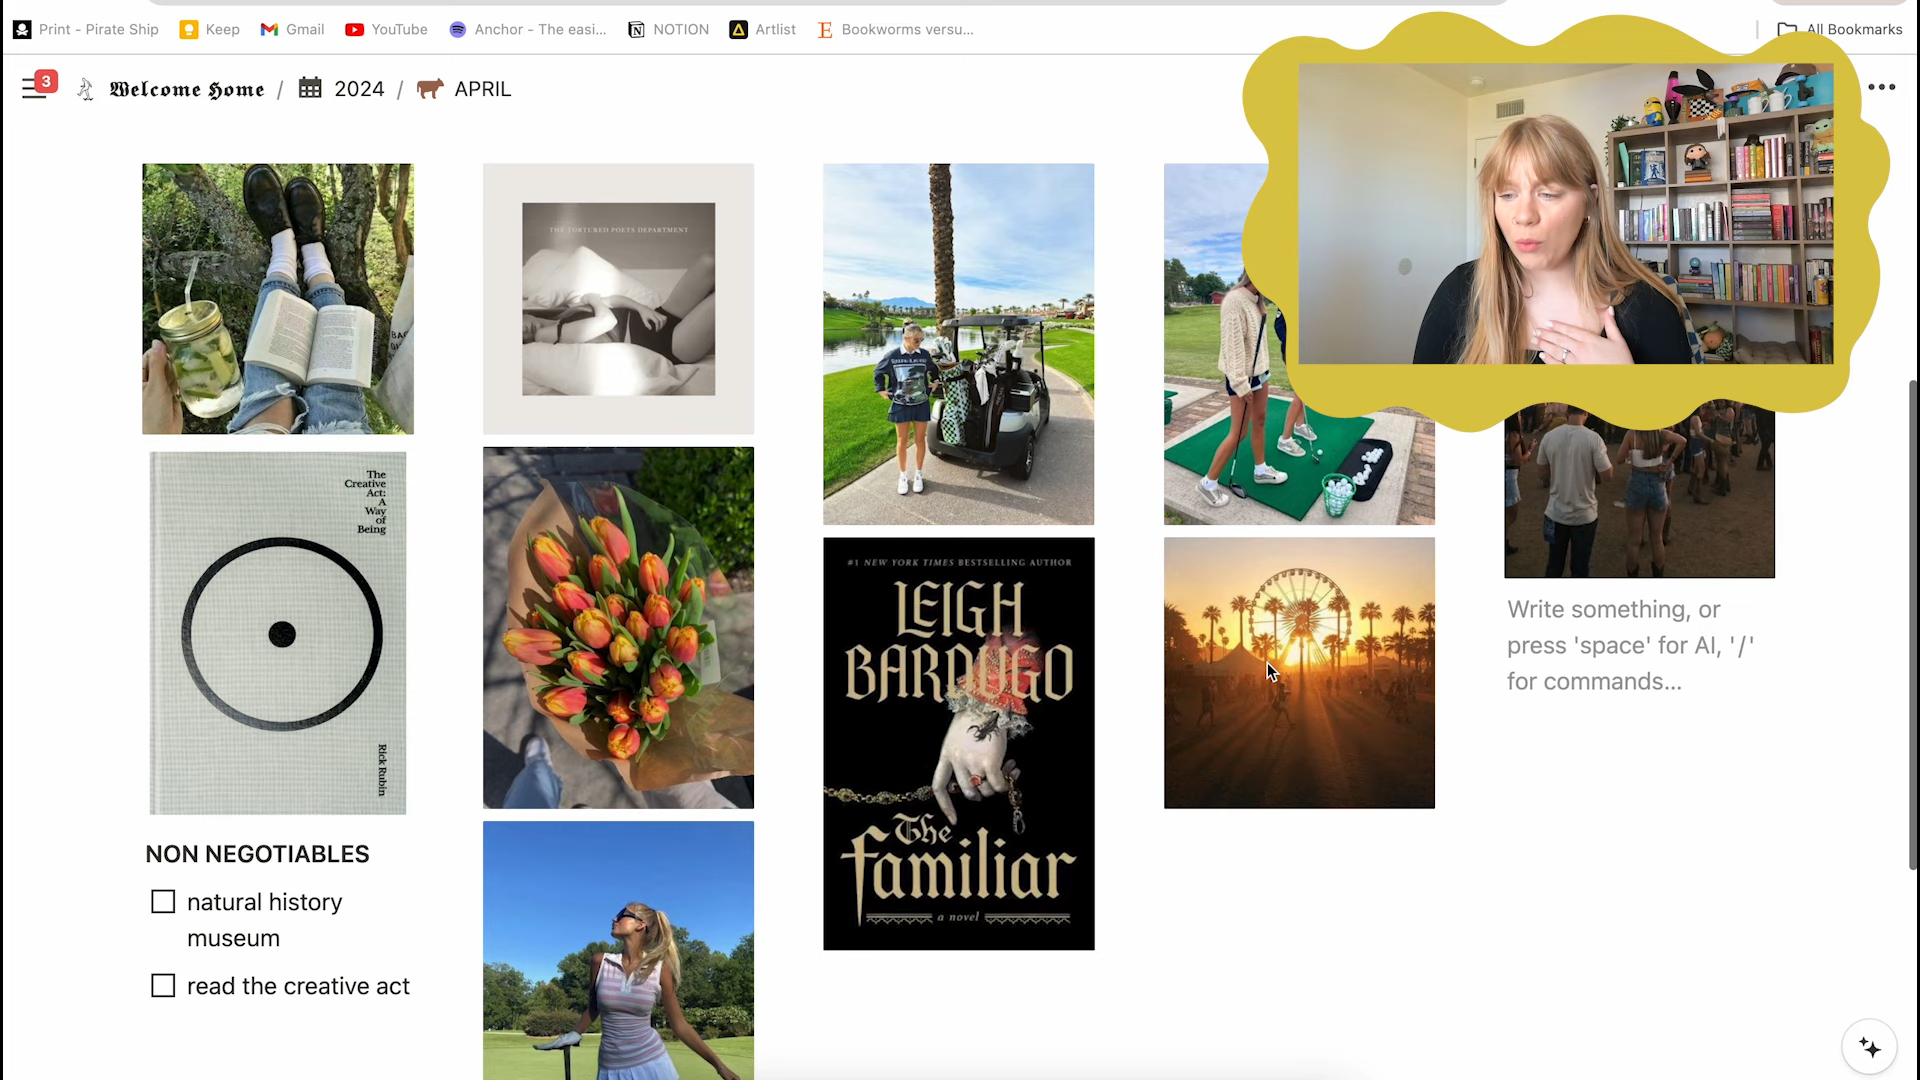 Print - Pirate Ship
Keep
Gmail
YouTube
Anchor - The easi...
NOTION
Artlist
Bookworms versu...
All Bookmarks
3
Welcome Home / 2024 / APRIL
THE TORTURED POETS DEPARTMENT
The
Creative
Act:
A
Way
of
Being
Rick Rubin
#1 NEW YORK TIMES BESTSELLING AUTHOR
LEIGH
BARDUGO
The
familiar
a novel
Write something, or
press 'space' for AI, '/'
for commands...
NON NEGOTIABLES
natural history
museum
read the creative act